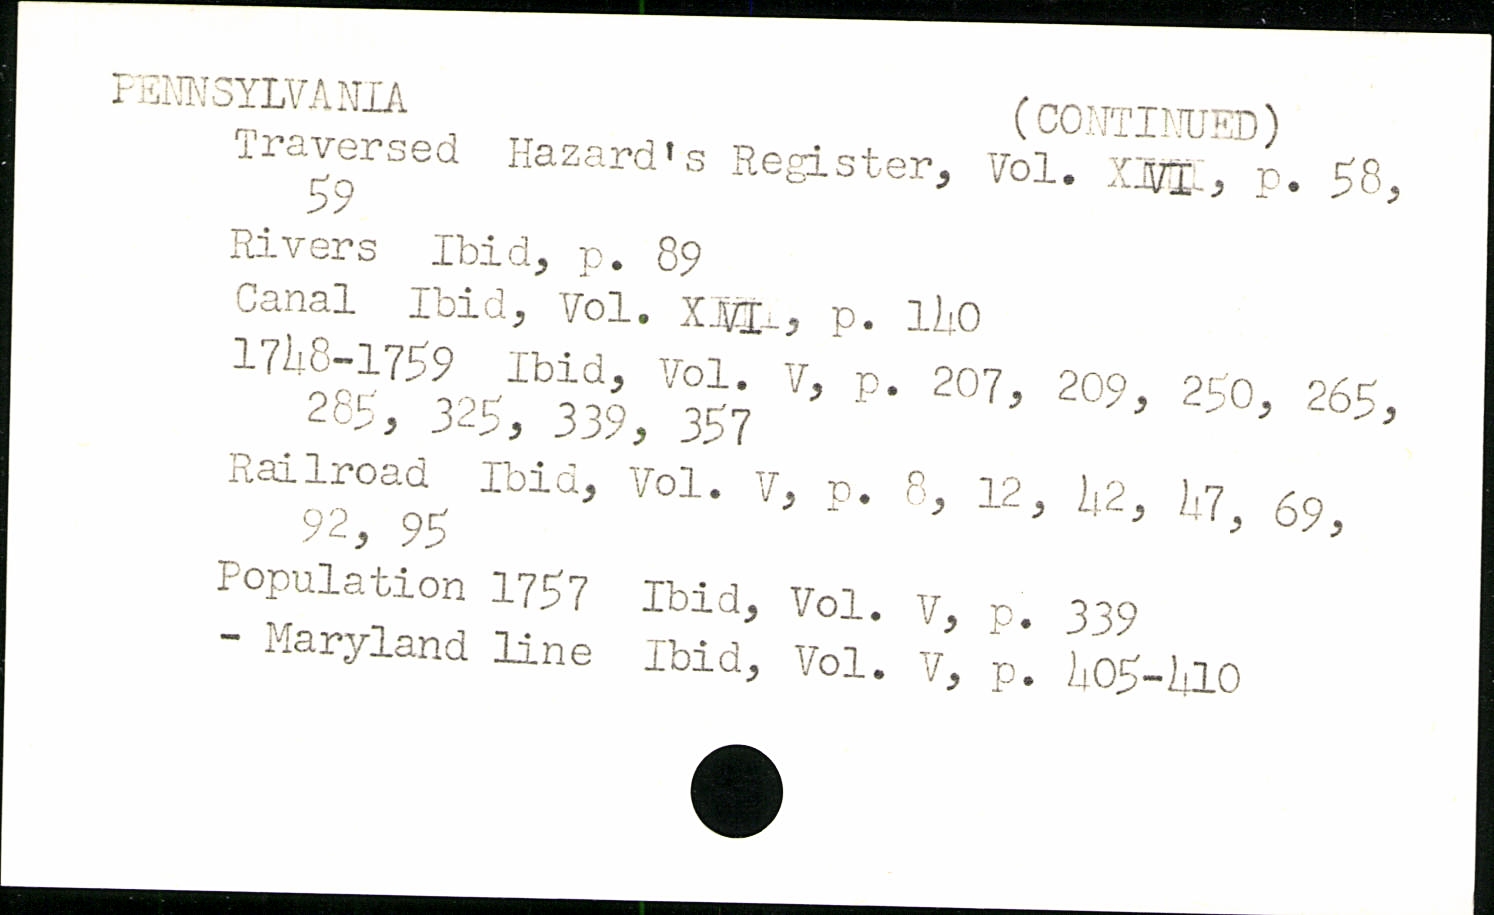 PENNSYLVANIA (CONTINUED)
Traversed Hazard's Register, Vol. XVI, p. 58,
59
Rivers Ibid, p. 89
Canal Ibid, Vol. XVI, p. 140
1748-1759 Ibid, Vol. V, p. 207, 209, 250, 265,
285, 325, 339, 357
Railroad Ibid, Vol. V, p. 8, 12, 42, 47, 69,
92, 95
Population 1757 Ibid, Vol. V, p. 339
- Maryland line Ibid, Vol. V, p. 405-410